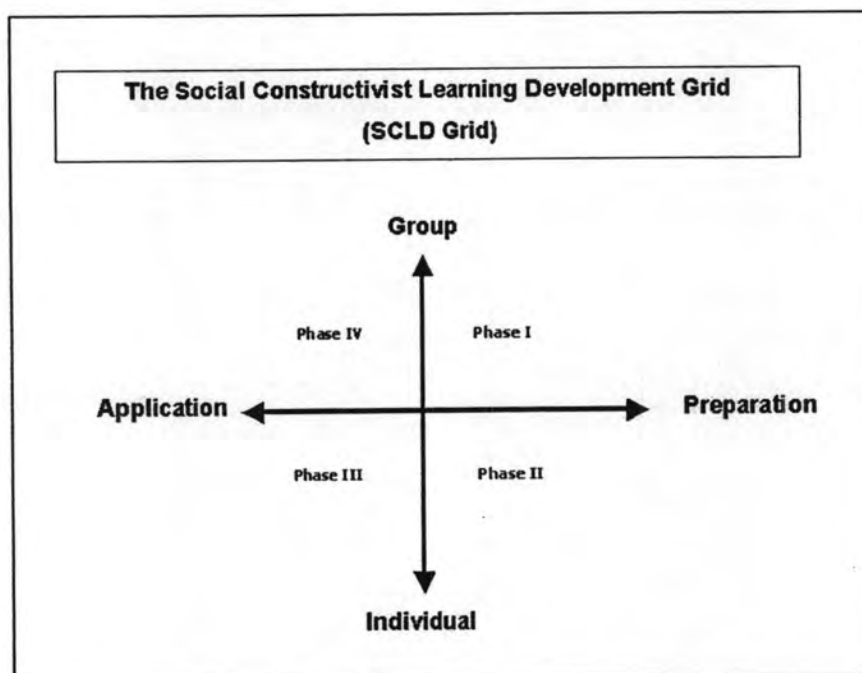 The Social Constructivist Learning Development Grid
(SCLD Grid)
Group
Phase IV
Phase I
Application
Preparation
Phase III
Phase II
Individual